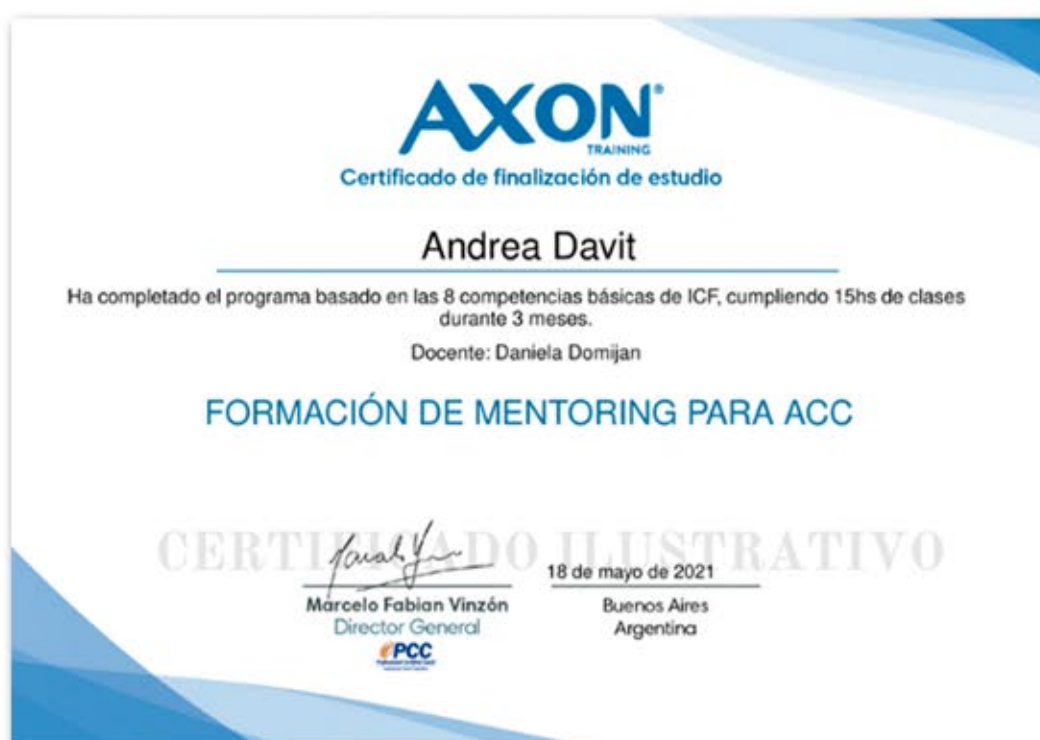 AXON®
TRAINING
Certificado de finalización de estudio
Andrea Davit
Ha completado el programa basado en las 8 competencias básicas de ICF, cumpliendo 15hs de clases
durante 3 meses.
Docente: Daniela Domijan
FORMACIÓN DE MENTORING PARA ACC
CERTIFICADO ILUSTRATIVO
18 de mayo de 2021
Marcelo Fabian Vinzón
Buenos Aires
Director General
Argentina
PCC